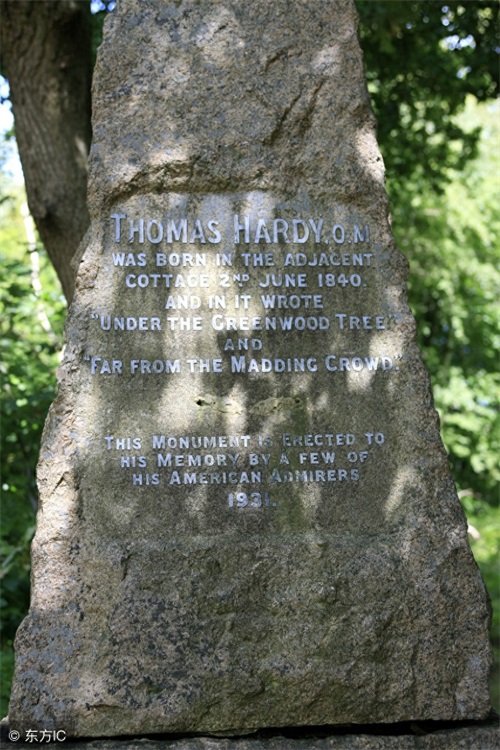 THOMAS HARDY. O.M.
WAS BORN IN THE ADJACENT
COTTAGE 2ND JUNE 1840.
AND IN IT WROTE
"UNDER THE GREENWOOD TREE"
AND
"FAR FROM THE MADDING CROWD."
THIS MONUMENT IS ERECTED TO
HIS MEMORY BY A FEW OF
HIS AMERICAN ADMIRERS
1931.
© 东方IC